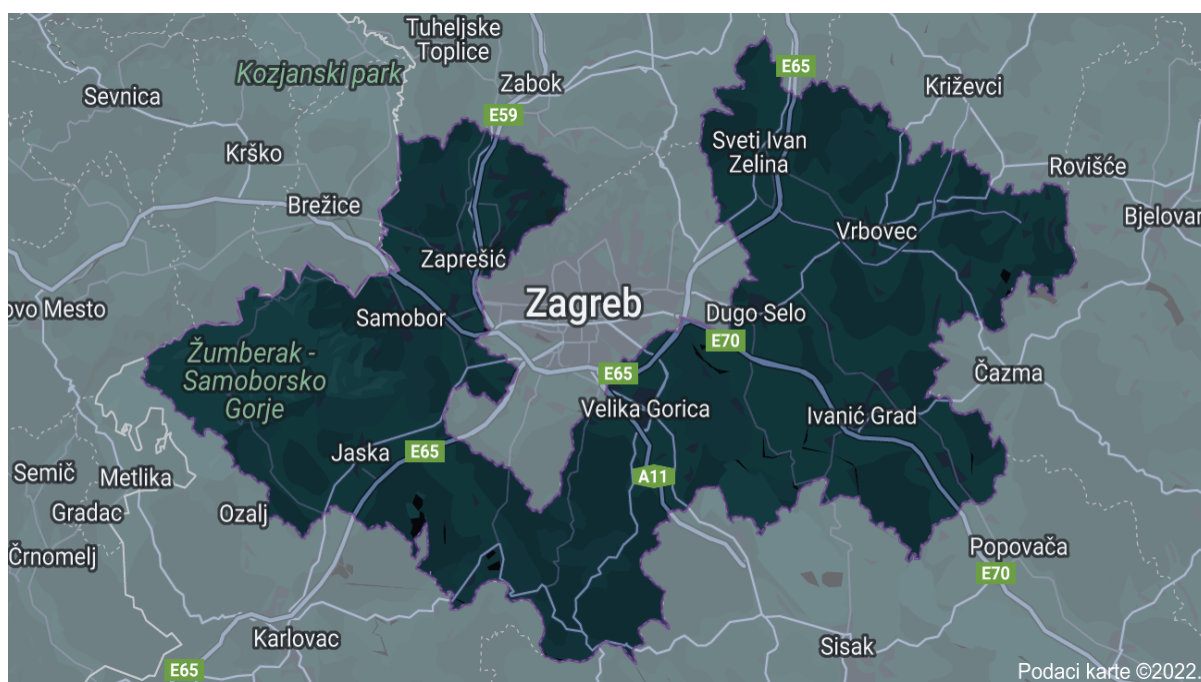 Tuheljske
Toplice
Kozjanski park
Zabok
E65
Sevnica
Križevci
E59
Sveti Ivan
Zelina
Krško
Rovišće
Brežice
Bjelovar
Vrbovec
Zaprešić
ovo Mesto
Samobor
Zagreb
Dugo Selo
E70
Žumberak -
Samoborsko
Gorje
E65
Čazma
Velika Gorica
Ivanić Grad
Jaska
E65
Semič
Metlika
A11
Gradac
Ozalj
Črnomelj
Popovača
E70
Karlovac
Sisak
E65
Podaci karte ©2022